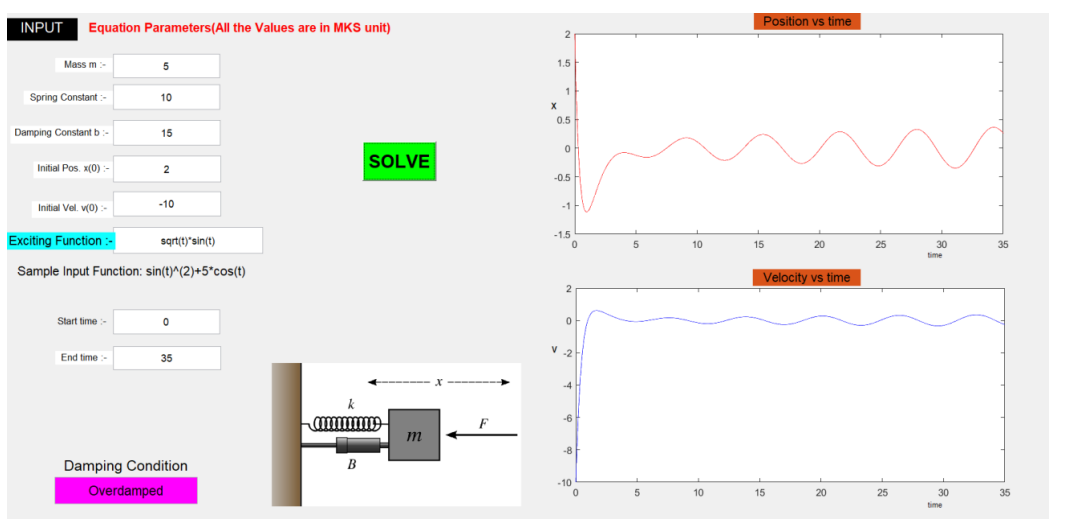 INPUT
Equation Parameters(All the Values are in MKS unit)
Mass m :-
5
Spring Constant :-
10
Damping Constant b :-
15
Initial Pos. x(0) :-
2
Initial Vel. v(0) :-
-10
Exciting Function :-
sqrt(t)*sin(t)
Sample Input Function: sin(t)^(2)+5*cos(t)
Start time :-
0
End time :-
35
Damping Condition
Overdamped
SOLVE
x
k
m
F
B
Position vs time
2
1.5
1
x
0.5
0
-0.5
-1
-1.5
0 5 10 15 20 25 30 35
time
Velocity vs time
2
0
v
-2
-4
-6
-8
-10
0 5 10 15 20 25 30 35
time